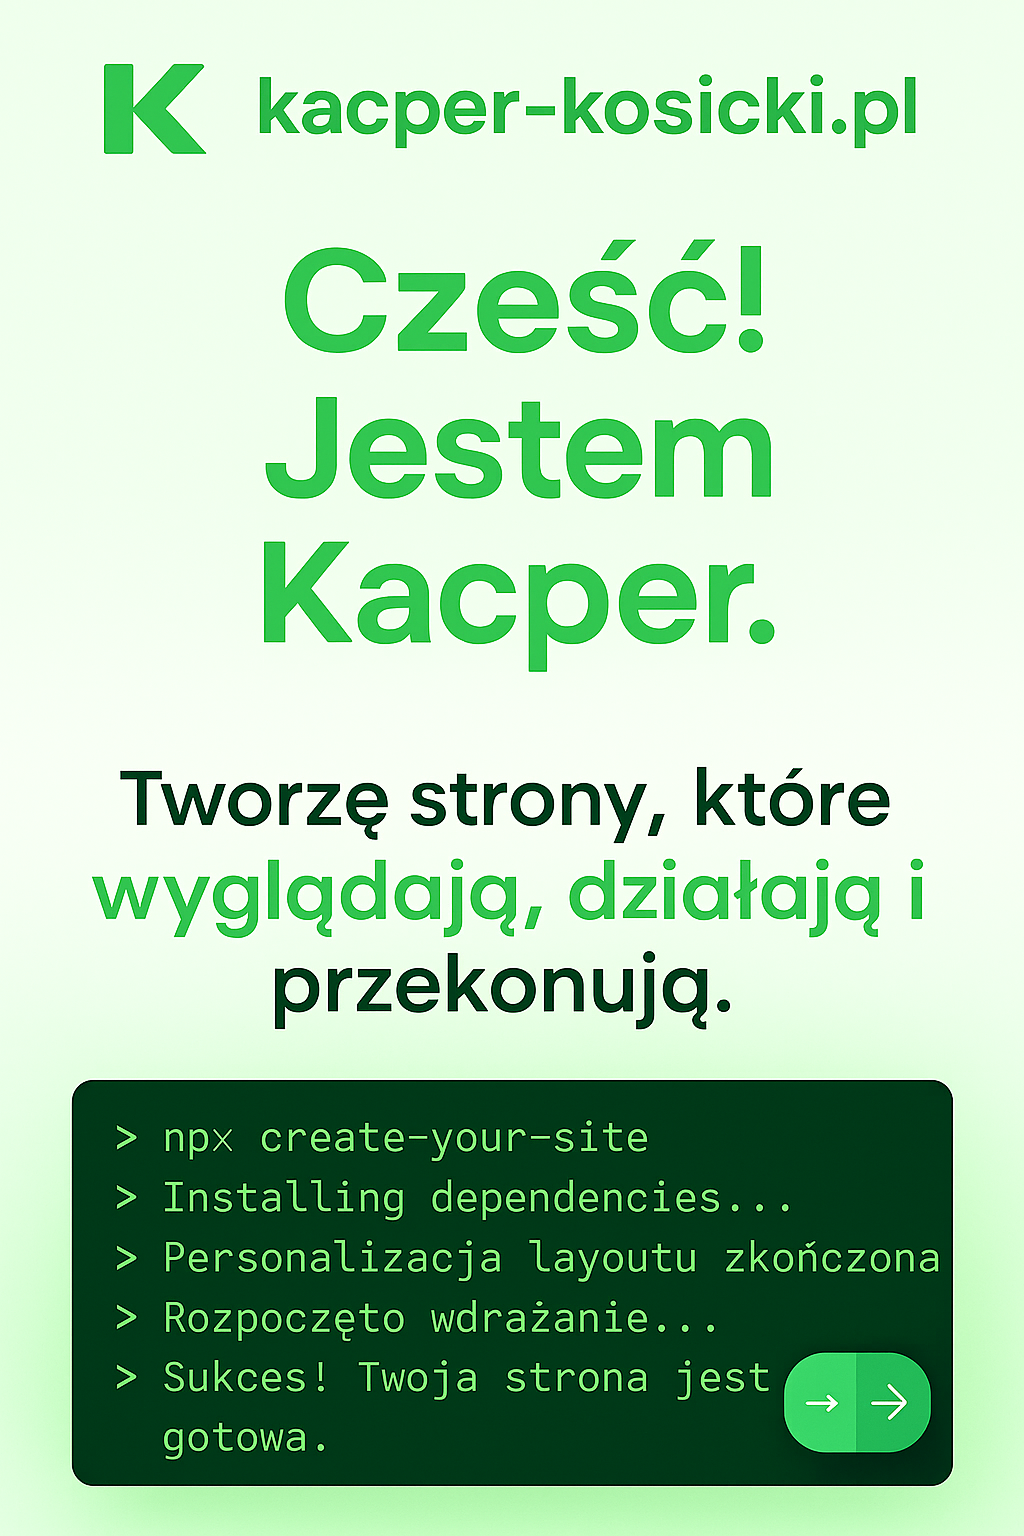 K kacper-kosicki.pl
Cześć!
Jestem
Kacper.
Tworzę strony, które
wyglądają, działają i
przekonują.
> npx create-your-site
> Installing dependencies...
> Personalizacja layoutu zkończona
> Rozpoczęto wdrażanie...
> Sukces! Twoja strona jest
gotowa.